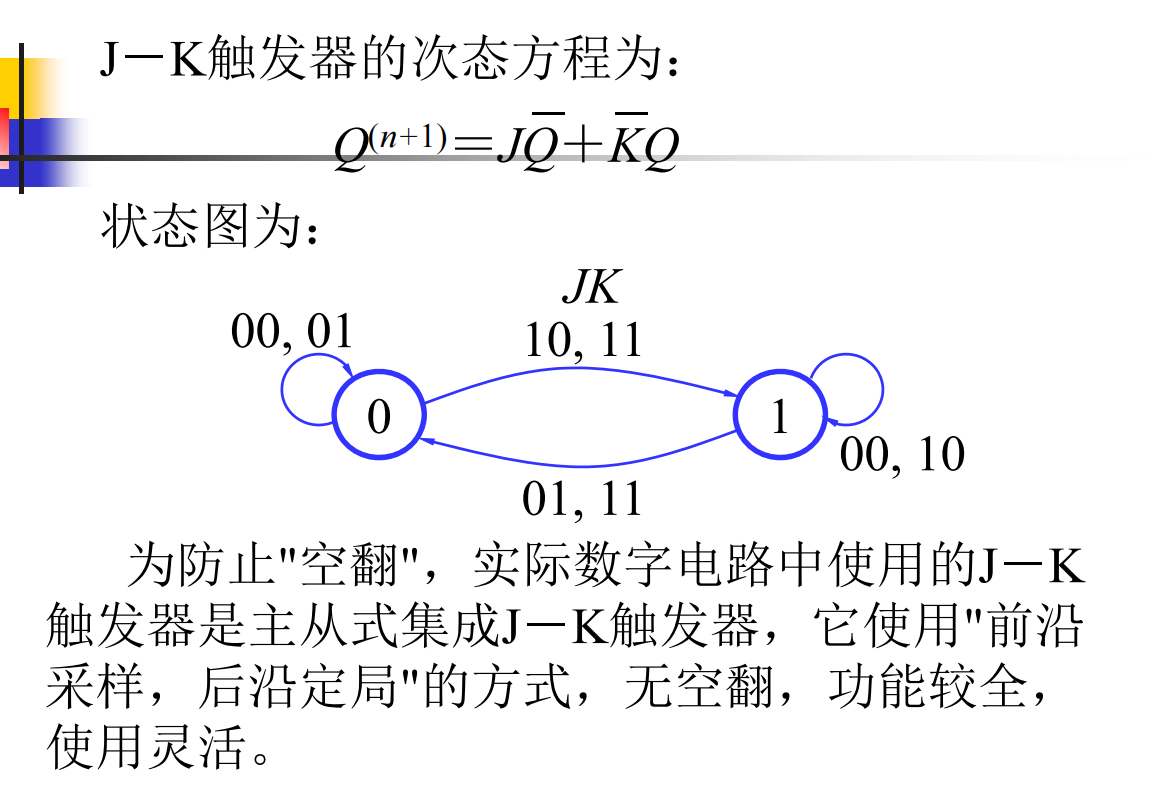 J－K触发器的次态方程为：
Q⁽ⁿ⁺¹⁾＝JQ̅＋K̅Q
状态图为：
JK
00, 01
10, 11
0
1
00, 10
01, 11
为防止"空翻"，实际数字电路中使用的J－K
触发器是主从式集成J－K触发器，它使用"前沿
采样，后沿定局"的方式，无空翻，功能较全，
使用灵活。